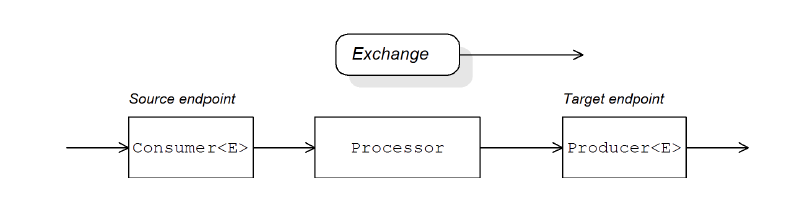 Exchange
Source endpoint
Target endpoint
Consumer<E>
Processor
Producer<E>